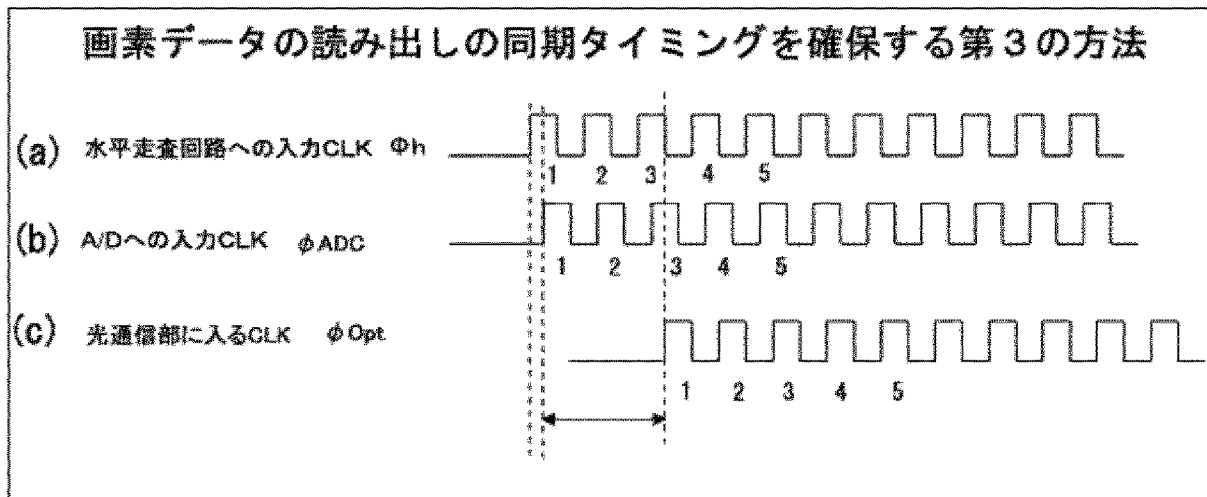 画素データの読み出しの同期タイミングを確保する第3の方法
(a) 水平走査回路への入力CLK Φh
1 2 3 4 5
(b) A/Dへの入力CLK φADC
1 2 3 4 5
(c) 光通信部に入るCLK φOpt
1 2 3 4 5